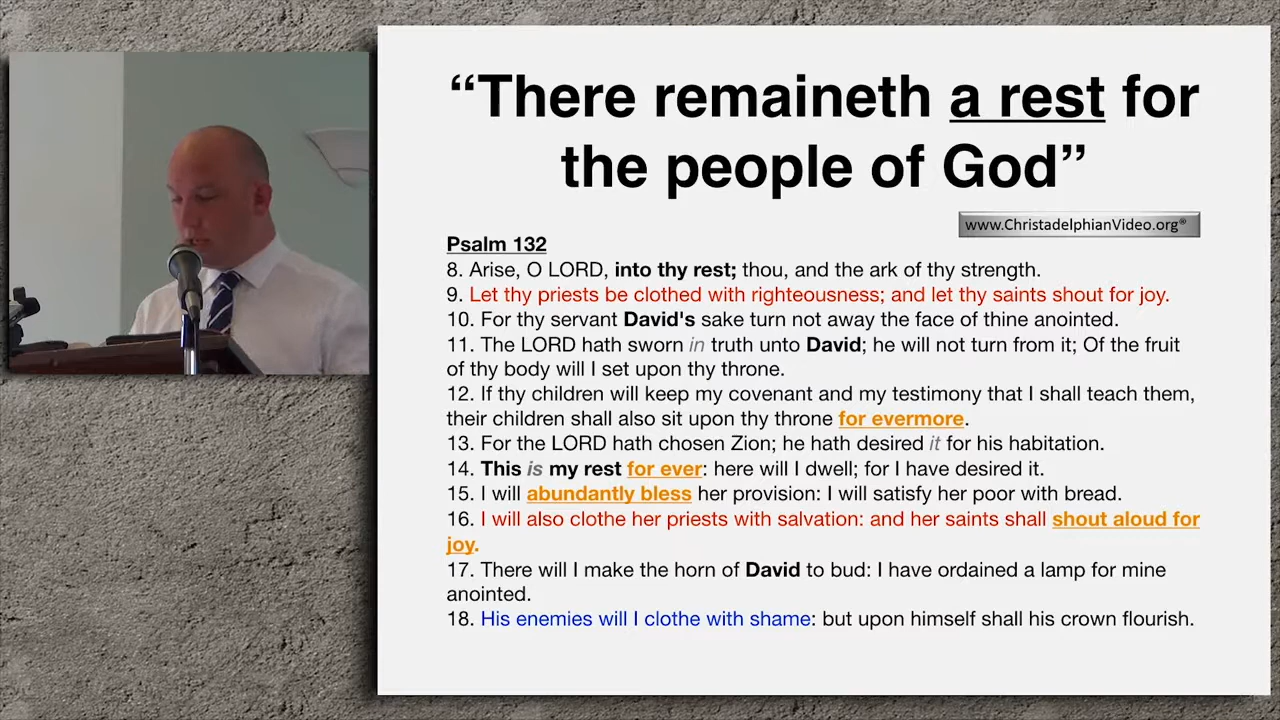 “There remaineth a rest for
the people of God”
www.ChristadelphianVideo.org®
Psalm 132
8. Arise, O LORD, into thy rest; thou, and the ark of thy strength.
9. Let thy priests be clothed with righteousness; and let thy saints shout for joy.
10. For thy servant David's sake turn not away the face of thine anointed.
11. The LORD hath sworn in truth unto David; he will not turn from it; Of the fruit
of thy body will I set upon thy throne.
12. If thy children will keep my covenant and my testimony that I shall teach them,
their children shall also sit upon thy throne for evermore.
13. For the LORD hath chosen Zion; he hath desired it for his habitation.
14. This is my rest for ever: here will I dwell; for I have desired it.
15. I will abundantly bless her provision: I will satisfy her poor with bread.
16. I will also clothe her priests with salvation: and her saints shall shout aloud for
joy.
17. There will I make the horn of David to bud: I have ordained a lamp for mine
anointed.
18. His enemies will I clothe with shame: but upon himself shall his crown flourish.